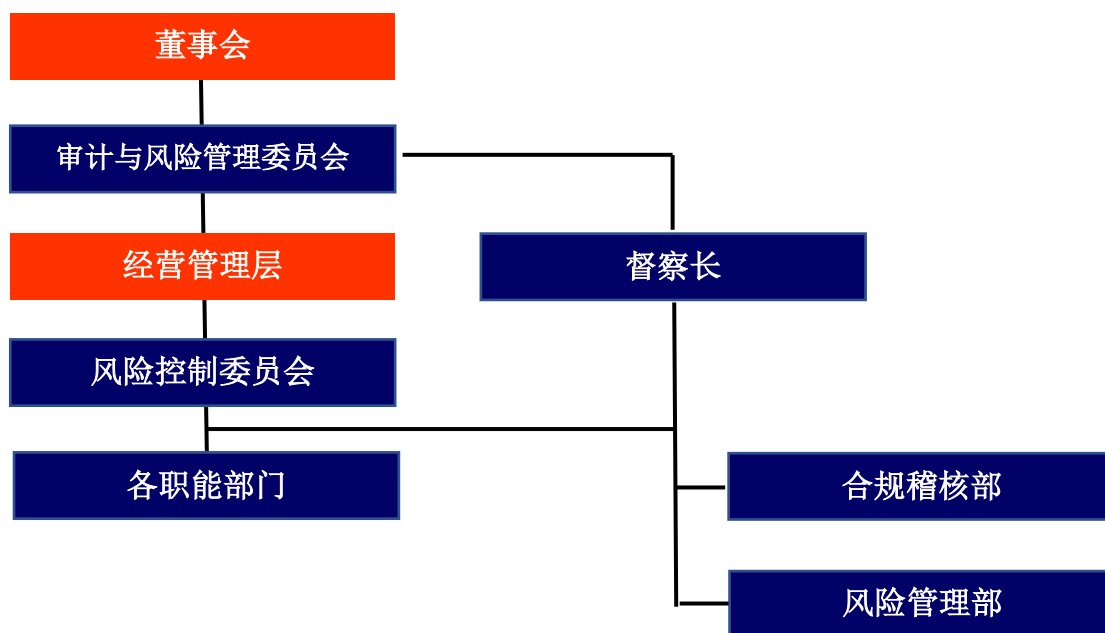 董事会
审计与风险管理委员会
经营管理层
督察长
风险控制委员会
各职能部门
合规稽核部
风险管理部